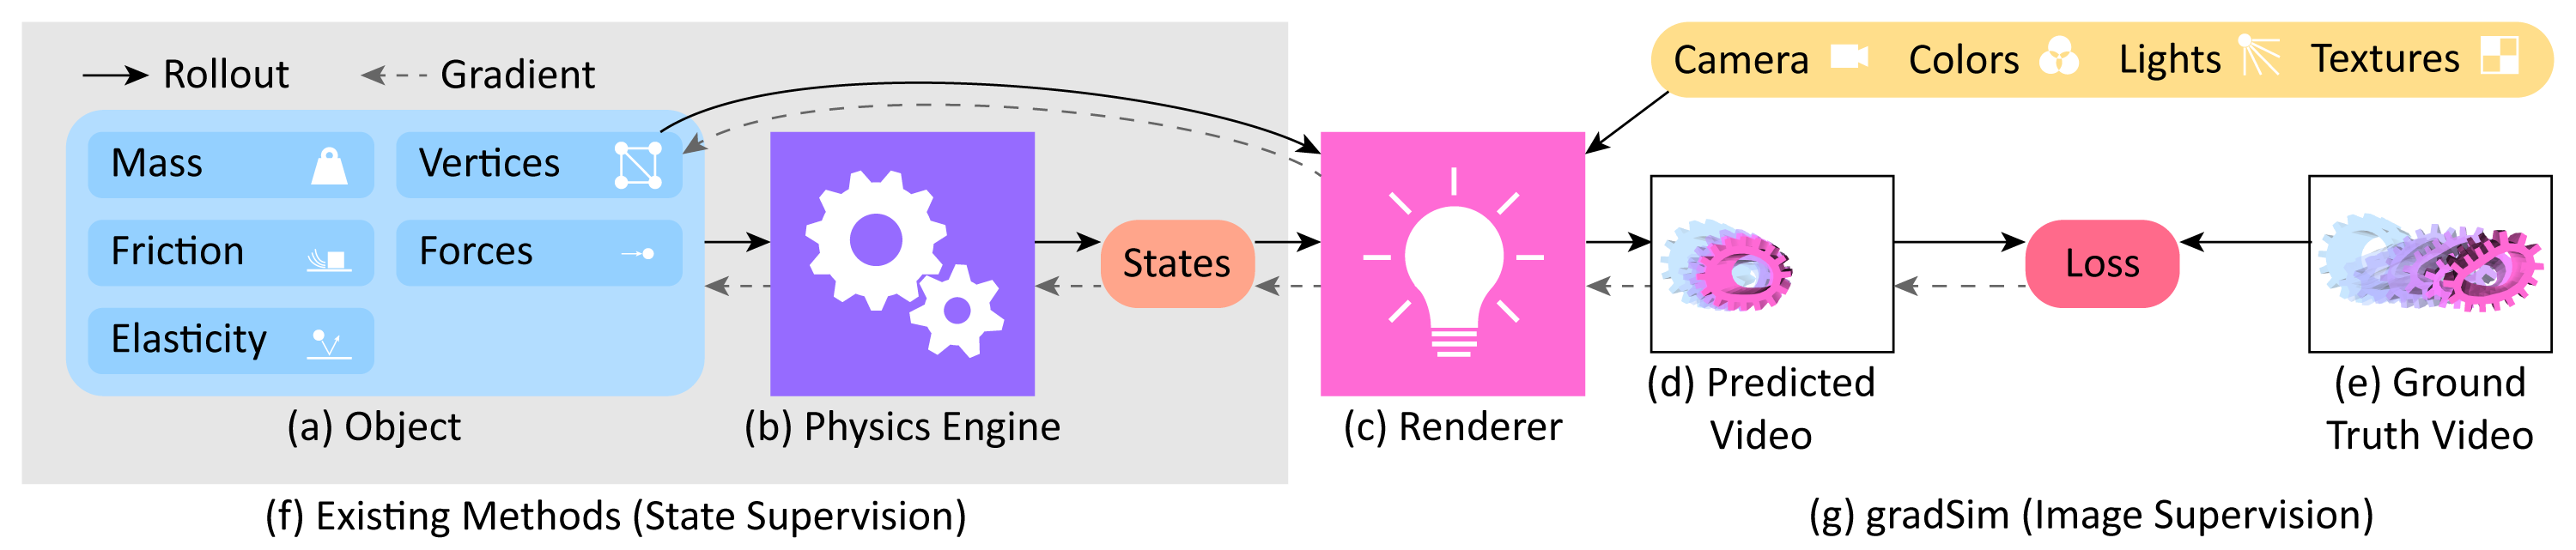 Rollout
Gradient
Camera
Colors
Lights
Textures
Mass
Vertices
Friction
Forces
Elasticity
States
Loss
(a) Object
(b) Physics Engine
(c) Renderer
(d) Predicted
Video
(e) Ground
Truth Video
(f) Existing Methods (State Supervision)
(g) gradSim (Image Supervision)